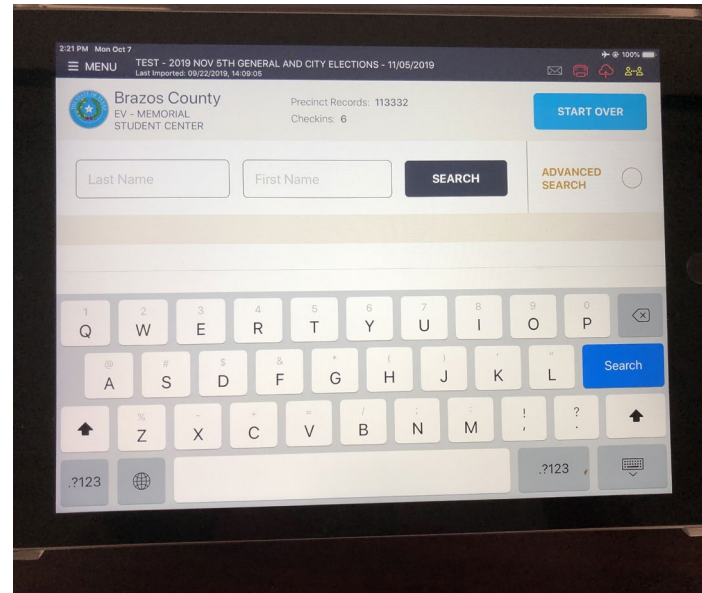 2:21 PM Mon Oct 7
100%
MENU
TEST - 2019 NOV 5TH GENERAL AND CITY ELECTIONS - 11/05/2019
Last Imported: 09/22/2019, 14:09:05
Brazos County
EV - MEMORIAL
STUDENT CENTER
Precinct Records: 113332
Checkins: 6
START OVER
Last Name
First Name
SEARCH
ADVANCED
SEARCH
1 2 3 4 5 6 7 8 9 0
Q W E R T Y U I O P
@ # $ & * ( ) ' "
A S D F G H J K L Search
% - + = / ; : ! ?
Z X C V B N M , .
.?123 .?123